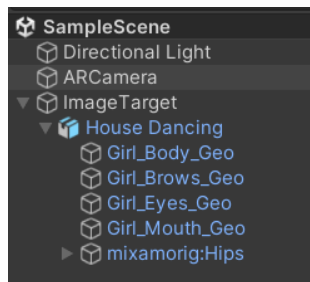 SampleScene
Directional Light
ARCamera
ImageTarget
House Dancing
Girl_Body_Geo
Girl_Brows_Geo
Girl_Eyes_Geo
Girl_Mouth_Geo
mixamorig:Hips